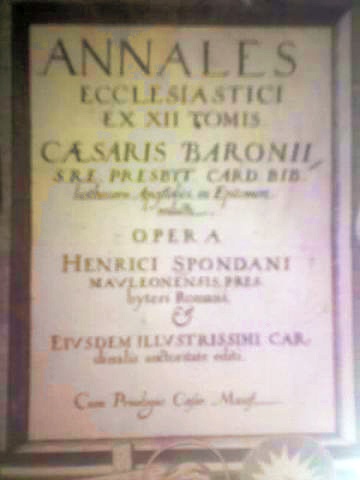 ANNALES
ECCLESIASTICI
EX XII TOMIS
CÆSARIS BARONII
S.R.E. PRESBYT. CARD. BIB
liothecarii Apostolici in Epitomen
OPERA
HENRICI SPONDANI
MAVLEONENSIS, PRES
byteri Romani,
&
EIVSDEM ILLVSTRISSIMI CAR
dinalis auctoritate editi.
Cum Privilegio Cæsar. Maiest